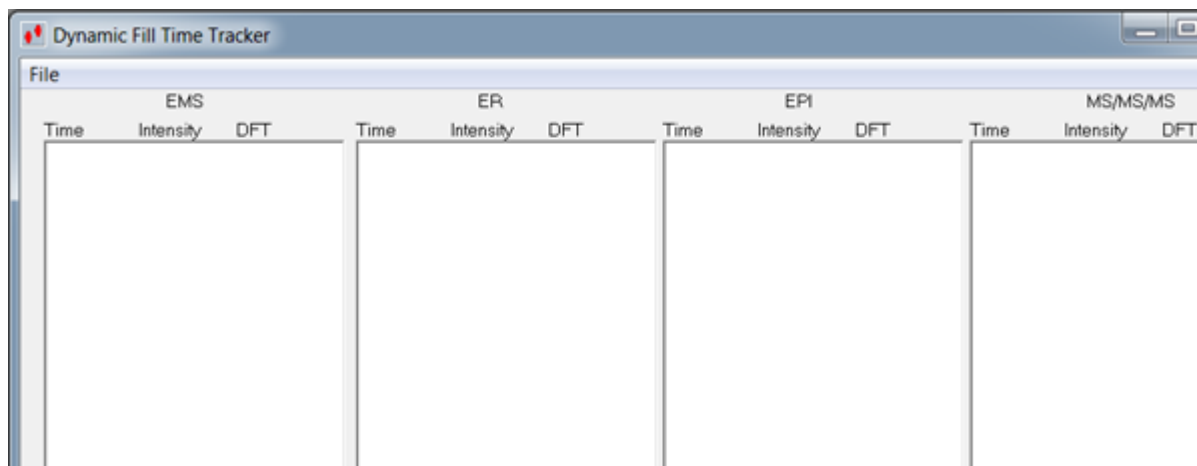 Dynamic Fill Time Tracker
File
EMS ER EPI MS/MS/MS
Time Intensity DFT Time Intensity DFT Time Intensity DFT Time Intensity DFT